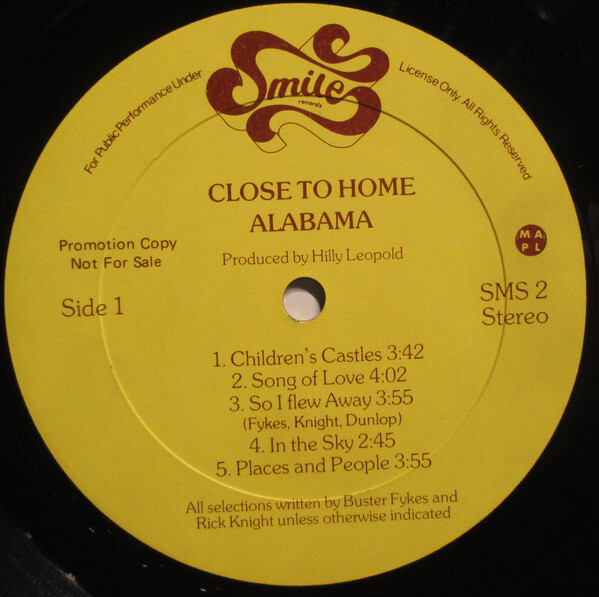 For Public Performance Under
Smile
records
License Only All Rights Reserved
CLOSE TO HOME
ALABAMA
Produced by Hilly Leopold
Promotion Copy
Not For Sale
M A
P L
Side 1
SMS 2
Stereo
1. Children's Castles 3:42
2. Song of Love 4:02
3. So I flew Away 3:55
(Fykes, Knight, Dunlop)
4. In the Sky 2:45
5. Places and People 3:55
All selections written by Buster Fykes and
Rick Knight unless otherwise indicated